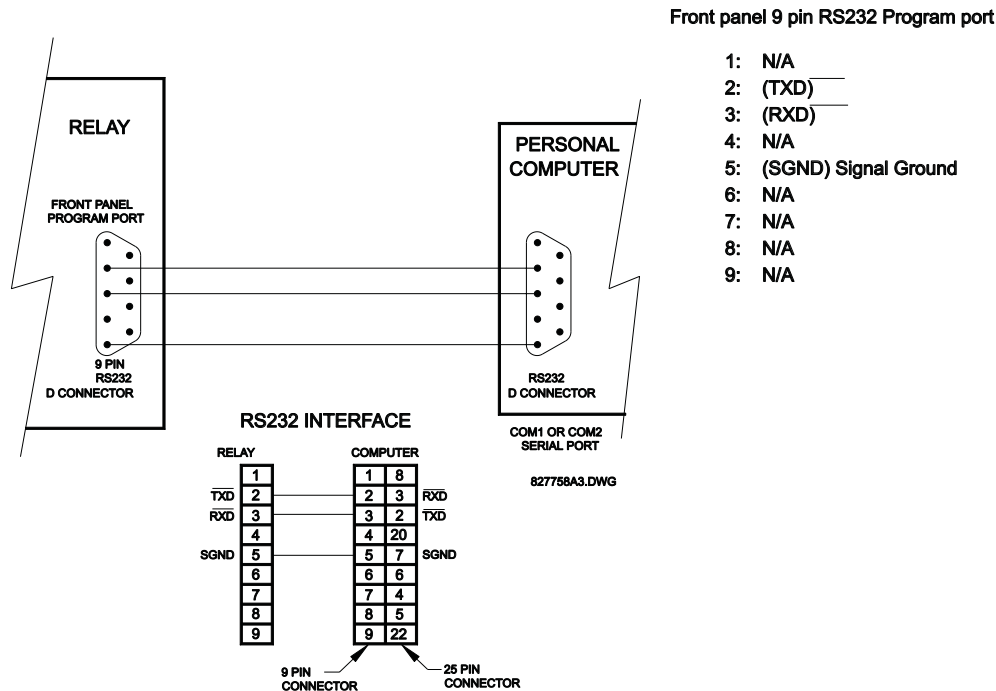 Front panel 9 pin RS232 Program port
1: N/A
2: (TXD)
3: (RXD)
4: N/A
5: (SGND) Signal Ground
6: N/A
7: N/A
8: N/A
9: N/A
RELAY
FRONT PANEL
PROGRAM PORT
9 PIN
RS232
D CONNECTOR
PERSONAL
COMPUTER
RS232
D CONNECTOR
COM1 OR COM2
SERIAL PORT
827758A3.DWG
RS232 INTERFACE
RELAY COMPUTER
1 1 8
TXD 2 2 3 RXD
RXD 3 3 2 TXD
4 4 20
SGND 5 5 7 SGND
6 6 6
7 7 4
8 8 5
9 9 22
9 PIN
CONNECTOR
25 PIN
CONNECTOR